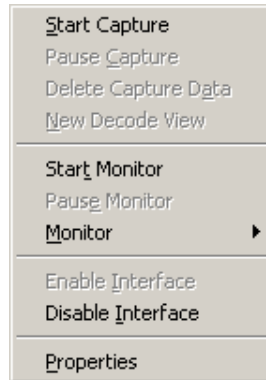 Start Capture
Pause Capture
Delete Capture Data
New Decode View
Start Monitor
Pause Monitor
Monitor
Enable Interface
Disable Interface
Properties